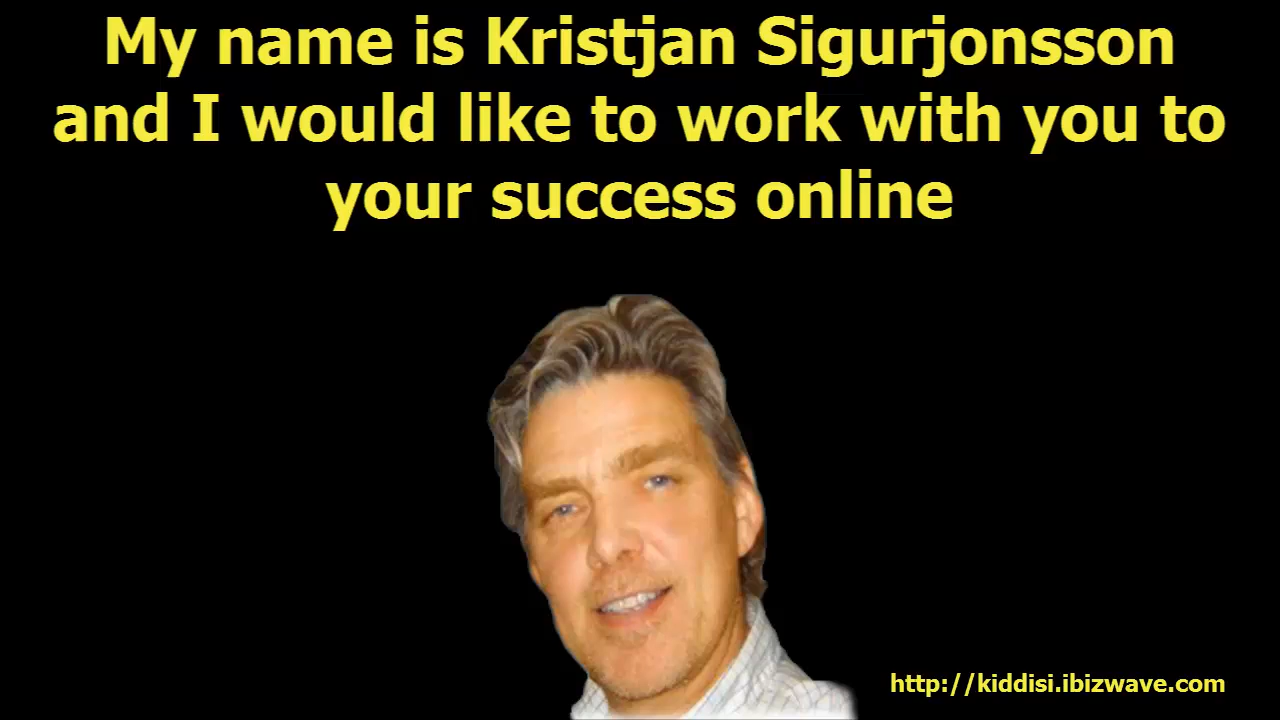 My name is Kristjan Sigurjonsson
and I would like to work with you to
your success online
http://kiddisi.ibizwave.com